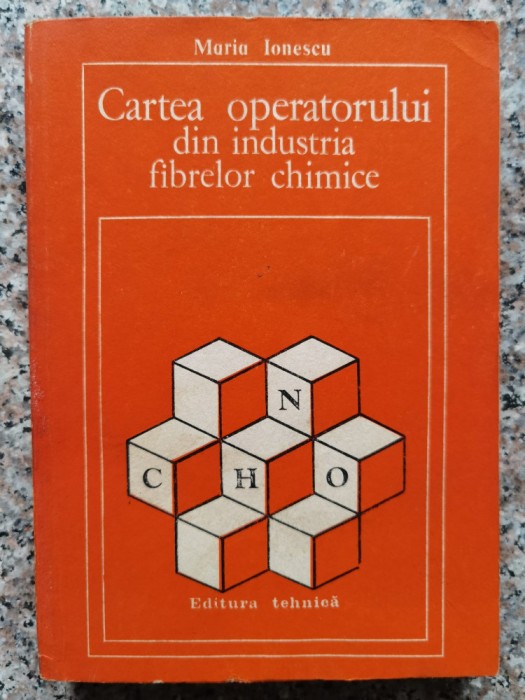 Maria Ionescu
Cartea operatorului
din industria
fibrelor chimice
N
C H O
Editura tehnică